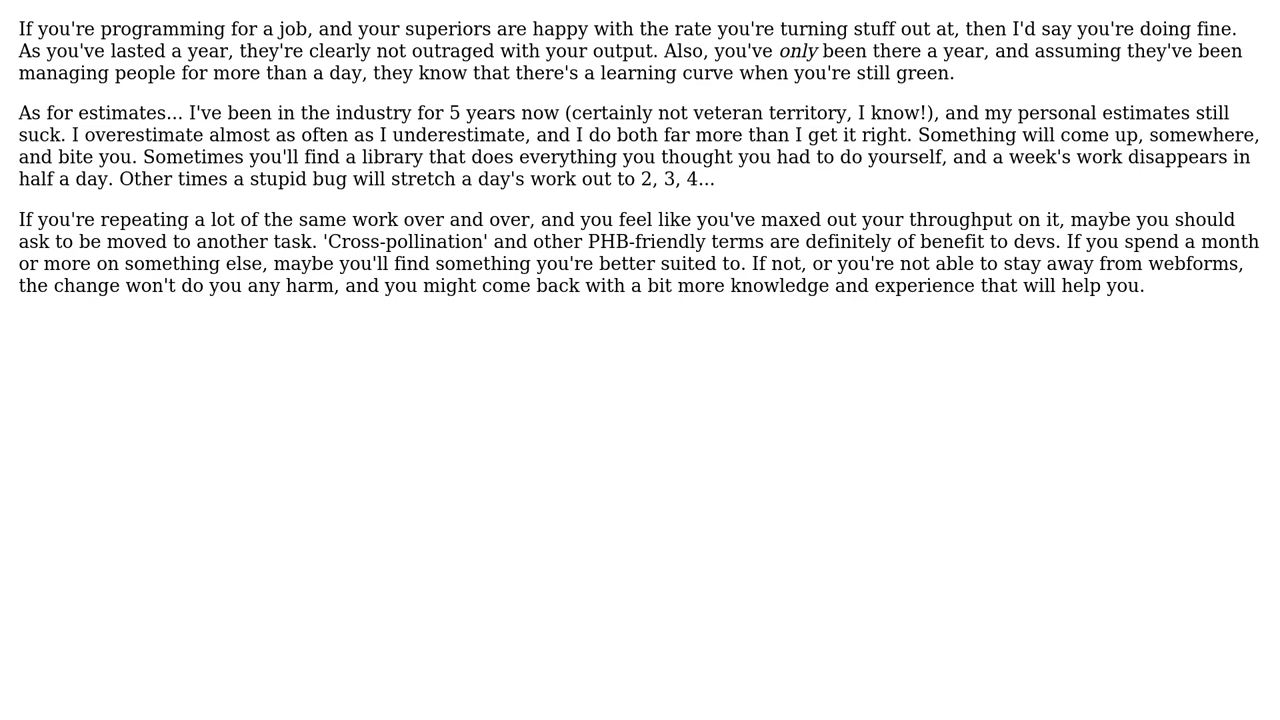 If you're programming for a job, and your superiors are happy with the rate you're turning stuff out at, then I'd say you're doing fine.
As you've lasted a year, they're clearly not outraged with your output. Also, you've only been there a year, and assuming they've been
managing people for more than a day, they know that there's a learning curve when you're still green.
As for estimates... I've been in the industry for 5 years now (certainly not veteran territory, I know!), and my personal estimates still
suck. I overestimate almost as often as I underestimate, and I do both far more than I get it right. Something will come up, somewhere,
and bite you. Sometimes you'll find a library that does everything you thought you had to do yourself, and a week's work disappears in
half a day. Other times a stupid bug will stretch a day's work out to 2, 3, 4...
If you're repeating a lot of the same work over and over, and you feel like you've maxed out your throughput on it, maybe you should
ask to be moved to another task. 'Cross-pollination' and other PHB-friendly terms are definitely of benefit to devs. If you spend a month
or more on something else, maybe you'll find something you're better suited to. If not, or you're not able to stay away from webforms,
the change won't do you any harm, and you might come back with a bit more knowledge and experience that will help you.